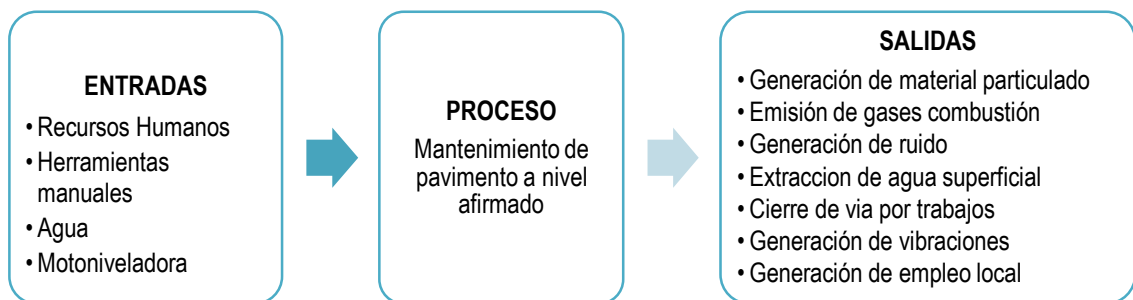 ENTRADAS
• Recursos Humanos
• Herramientas
manuales
• Agua
• Motoniveladora
PROCESO
Mantenimiento de
pavimento a nivel
afirmado
SALIDAS
• Generación de material particulado
• Emisión de gases combustión
• Generación de ruido
• Extraccion de agua superficial
• Cierre de via por trabajos
• Generación de vibraciones
• Generación de empleo local